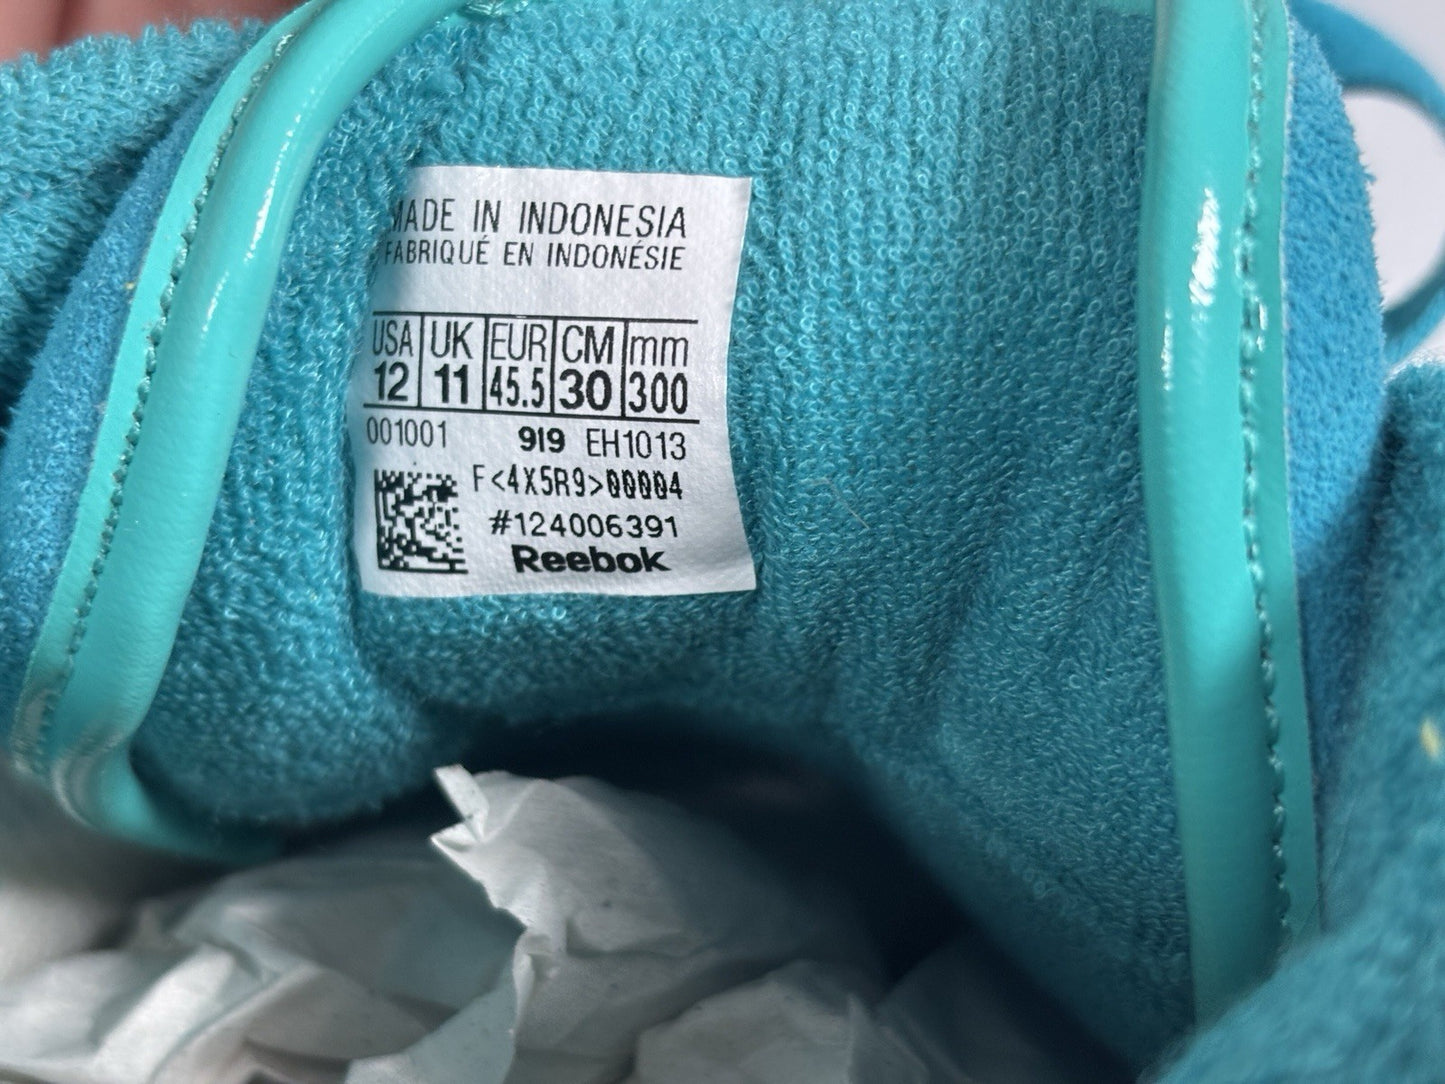 MADE IN INDONESIA
FABRIQUÉ EN INDONÉSIE
USA UK EUR CM mm
12 11 45.5 30 300
001001 919 EH1013
F<4X5R9>00004
#124006391
Reebok